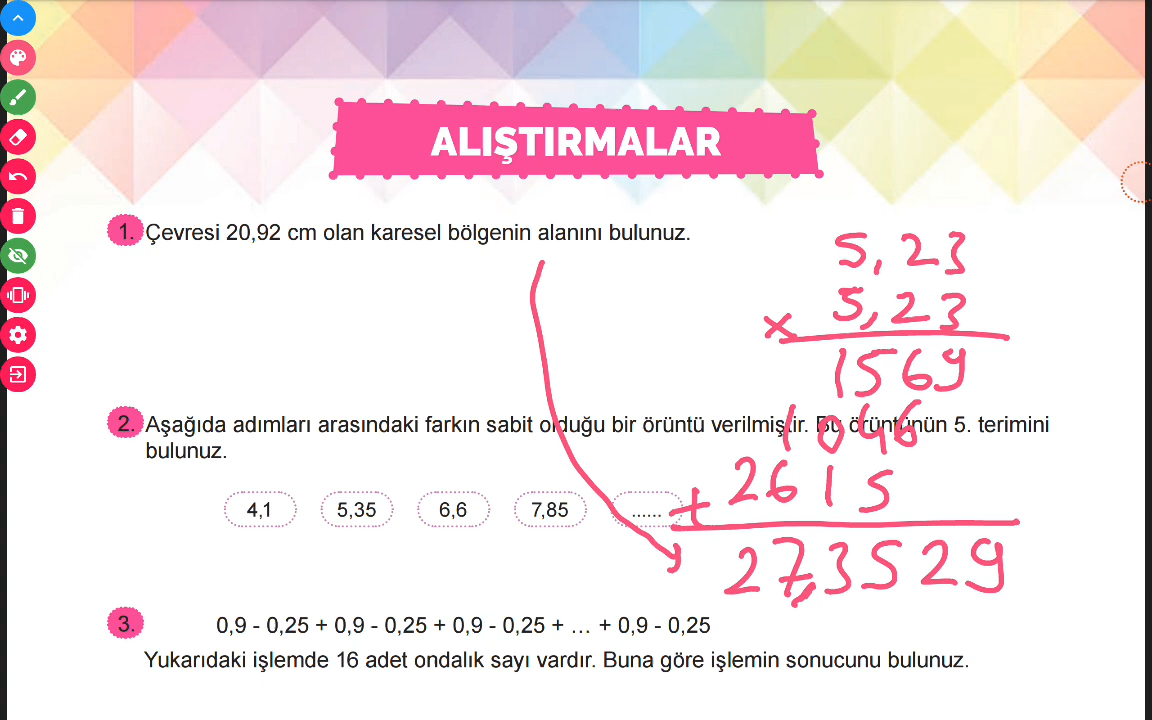 ALIŞTIRMALAR
1. Çevresi 20,92 cm olan karesel bölgenin alanını bulunuz.
5,23
x 5,23
1569
1046
+ 2615
27,3529
2. Aşağıda adımları arasındaki farkın sabit olduğu bir örüntü verilmiştir. Bu örüntünün 5. terimini
bulunuz.
4,1 5,35 6,6 7,85 ......
3. 0,9 - 0,25 + 0,9 - 0,25 + 0,9 - 0,25 + ... + 0,9 - 0,25
Yukarıdaki işlemde 16 adet ondalık sayı vardır. Buna göre işlemin sonucunu bulunuz.